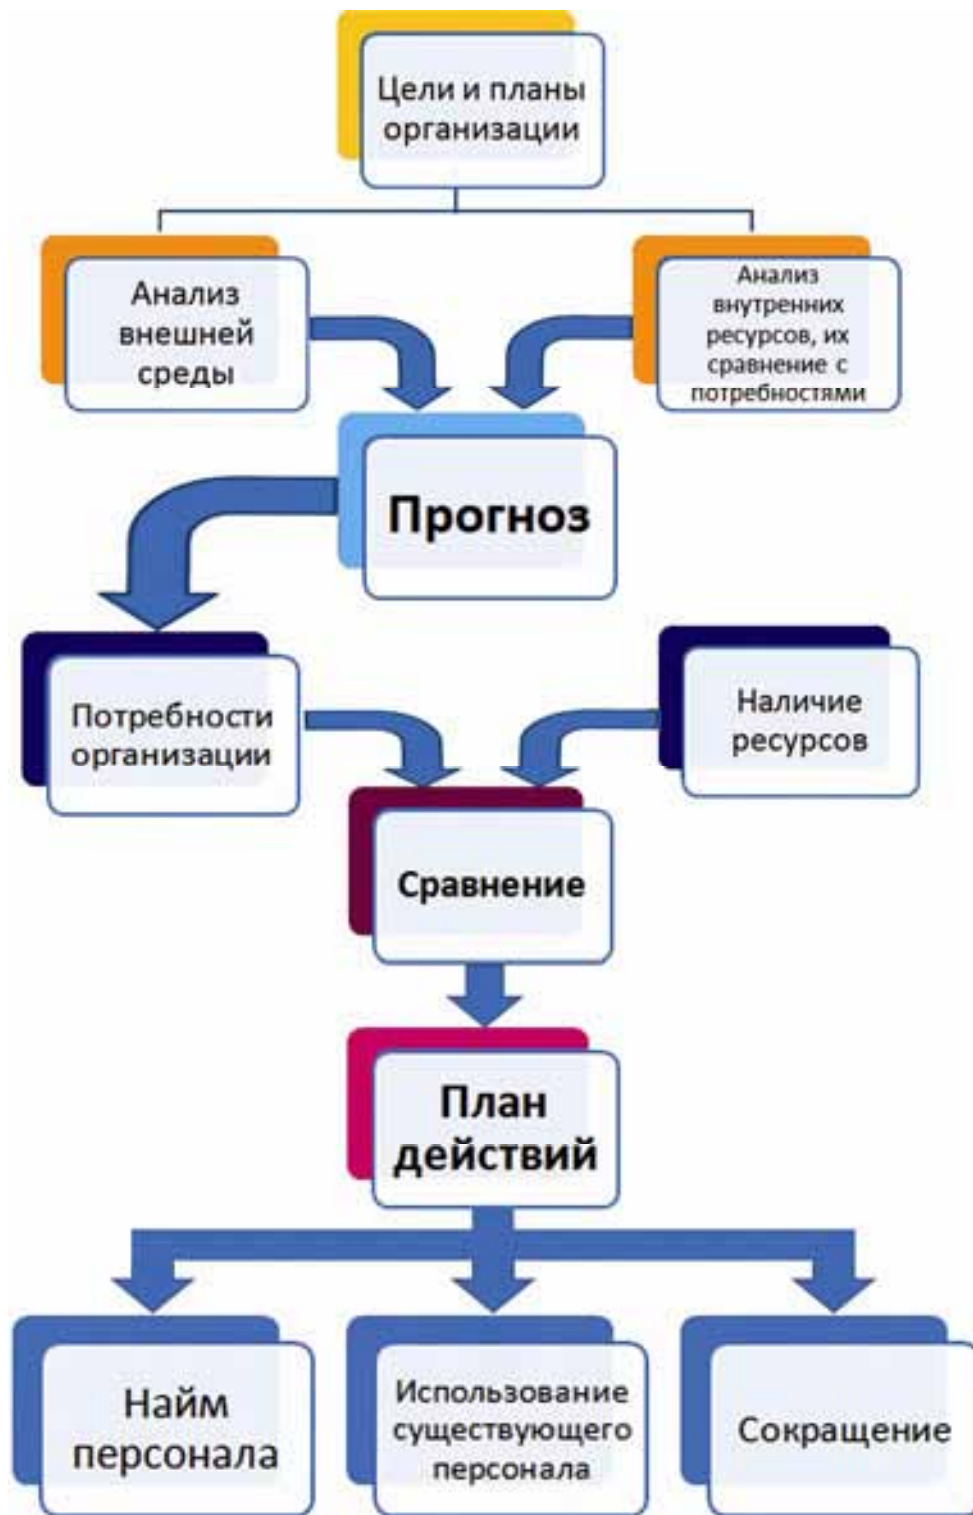 Цели и планы
организации
Анализ
внешней
среды
Анализ
внутренних
ресурсов, их
сравнение с
потребностями
Прогноз
Потребности
организации
Наличие
ресурсов
Сравнение
План
действий
Найм
персонала
Использование
существующего
персонала
Сокращение